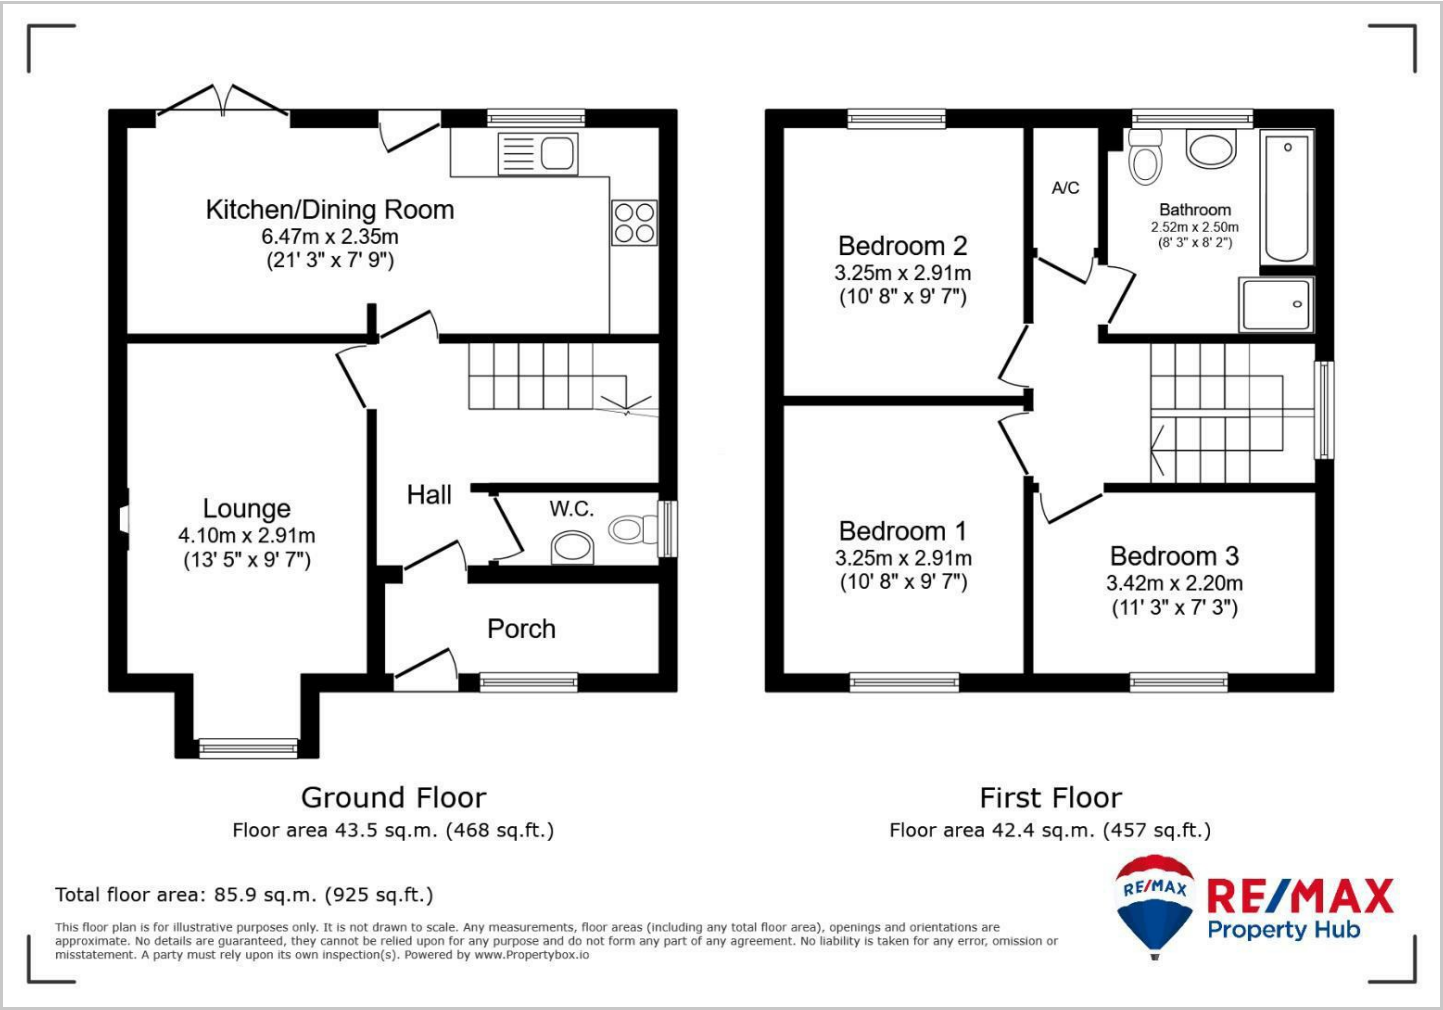 Kitchen/Dining Room
6.47m x 2.35m
(21' 3" x 7' 9")
Lounge
4.10m x 2.91m
(13' 5" x 9' 7")
Hall
W.C.
Porch
Bedroom 2
3.25m x 2.91m
(10' 8" x 9' 7")
A/C
Bathroom
2.52m x 2.50m
(8' 3" x 8' 2")
Bedroom 1
3.25m x 2.91m
(10' 8" x 9' 7")
Bedroom 3
3.42m x 2.20m
(11' 3" x 7' 3")
Ground Floor
Floor area 43.5 sq.m. (468 sq.ft.)
First Floor
Floor area 42.4 sq.m. (457 sq.ft.)
Total floor area: 85.9 sq.m. (925 sq.ft.)
This floor plan is for illustrative purposes only. It is not drawn to scale. Any measurements, floor areas (including any total floor area), openings and orientations are
approximate. No details are guaranteed, they cannot be relied upon for any purpose and do not form any part of any agreement. No liability is taken for any error, omission or
misstatement. A party must rely upon its own inspection(s). Powered by www.Propertybox.io
RE/MAX
RE/MAX
Property Hub